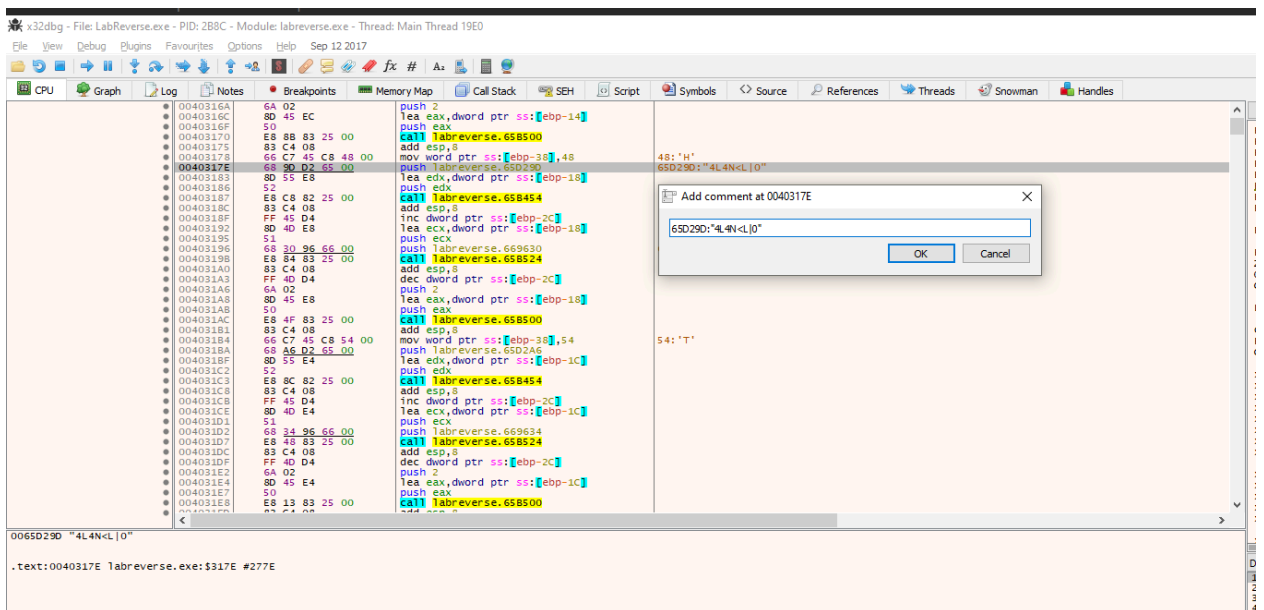 x32dbg - File: LabReverse.exe - PID: 2B8C - Module: labreverse.exe - Thread: Main Thread 19E0
File View Debug Plugins Favourites Options Help Sep 12 2017
CPU Graph Log Notes Breakpoints Memory Map Call Stack SEH Script Symbols Source References Threads Snowman Handles
0040316A 6A 02 push 2
0040316C 8D 45 EC lea eax,dword ptr ss:[ebp-14]
0040316F 50 push eax
00403170 E8 8B 83 25 00 call labreverse.65B500
00403175 83 C4 08 add esp,8
00403178 66 C7 45 C8 48 00 mov word ptr ss:[ebp-38],48 48:'H'
0040317E 68 9D D2 65 00 push labreverse.65D29D 65D29D:"4L4N<L|0"
00403183 8D 55 E8 lea edx,dword ptr ss:[ebp-18]
00403186 52 push edx
00403187 E8 C8 82 25 00 call labreverse.65B454
0040318C 83 C4 08 add esp,8
0040318F FF 45 D4 inc dword ptr ss:[ebp-2C]
00403192 8D 4D E8 lea ecx,dword ptr ss:[ebp-18]
00403195 51 push ecx
00403196 68 30 96 66 00 push labreverse.669630
0040319B E8 84 83 25 00 call labreverse.65B524
004031A0 83 C4 08 add esp,8
004031A3 FF 4D D4 dec dword ptr ss:[ebp-2C]
004031A6 6A 02 push 2
004031A8 8D 45 E8 lea eax,dword ptr ss:[ebp-18]
004031AB 50 push eax
004031AC E8 4F 83 25 00 call labreverse.65B500
004031B1 83 C4 08 add esp,8
004031B4 66 C7 45 C8 54 00 mov word ptr ss:[ebp-38],54 54:'T'
004031BA 68 A6 D2 65 00 push labreverse.65D2A6
004031BF 8D 55 E4 lea edx,dword ptr ss:[ebp-1C]
004031C2 52 push edx
004031C3 E8 8C 82 25 00 call labreverse.65B454
004031C8 83 C4 08 add esp,8
004031CB FF 45 D4 inc dword ptr ss:[ebp-2C]
004031CE 8D 4D E4 lea ecx,dword ptr ss:[ebp-1C]
004031D1 51 push ecx
004031D2 68 34 96 66 00 push labreverse.669634
004031D7 E8 48 83 25 00 call labreverse.65B524
004031DC 83 C4 08 add esp,8
004031DF FF 4D D4 dec dword ptr ss:[ebp-2C]
004031E2 6A 02 push 2
004031E4 8D 45 E4 lea eax,dword ptr ss:[ebp-1C]
004031E7 50 push eax
004031E8 E8 13 83 25 00 call labreverse.65B500
Add comment at 0040317E
65D29D:"4L4N<L|0"
OK Cancel
0065D29D "4L4N<L|0"
.text:0040317E labreverse.exe:$317E #277E